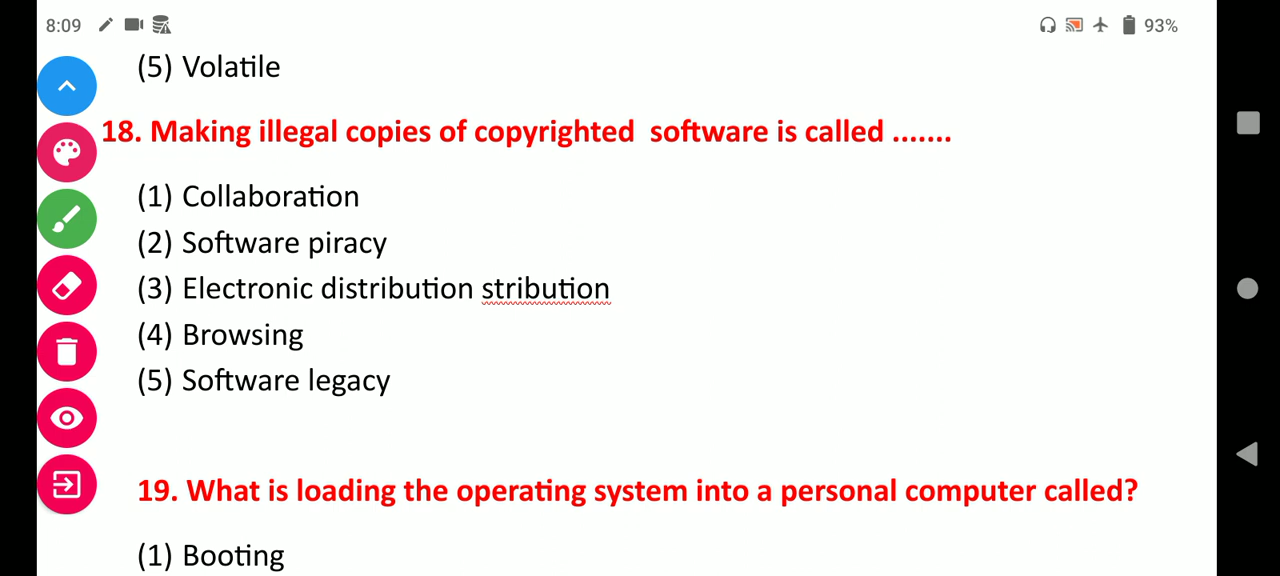 8:09
93%
(5) Volatile
18. Making illegal copies of copyrighted software is called .......
(1) Collaboration
(2) Software piracy
(3) Electronic distribution stribution
(4) Browsing
(5) Software legacy
19. What is loading the operating system into a personal computer called?
(1) Booting